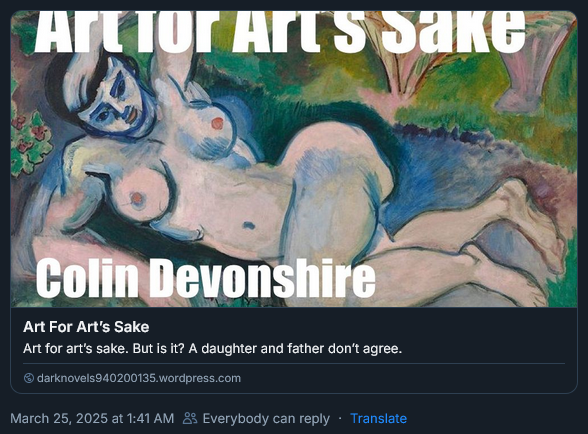 Art for Art's Sake
Colin Devonshire
Art For Art’s Sake
Art for art’s sake. But is it? A daughter and father don’t agree.
darknovels940200135.wordpress.com
March 25, 2025 at 1:41 AM Everybody can reply · Translate